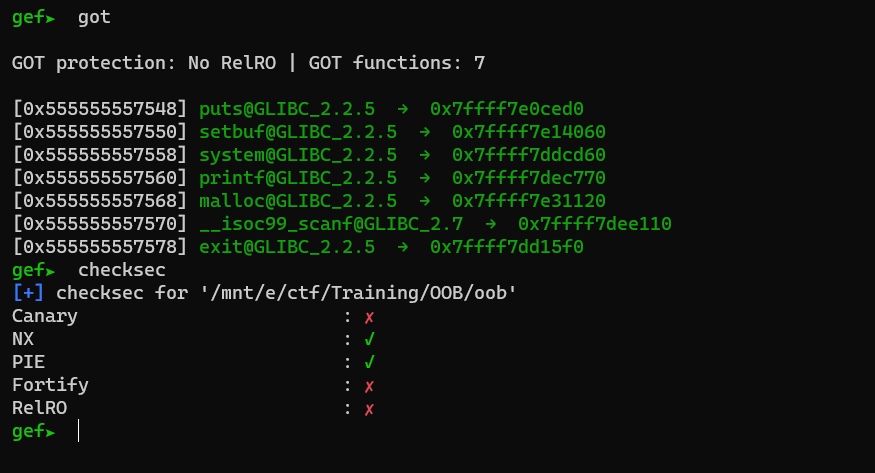 gef➤  got
GOT protection: No RelRO | GOT functions: 7
[0x555555557548] puts@GLIBC_2.2.5  →  0x7ffff7e0ced0
[0x555555557550] setbuf@GLIBC_2.2.5  →  0x7ffff7e14060
[0x555555557558] system@GLIBC_2.2.5  →  0x7ffff7ddcd60
[0x555555557560] printf@GLIBC_2.2.5  →  0x7ffff7dec770
[0x555555557568] malloc@GLIBC_2.2.5  →  0x7ffff7e31120
[0x555555557570] __isoc99_scanf@GLIBC_2.7  →  0x7ffff7dee110
[0x555555557578] exit@GLIBC_2.2.5  →  0x7ffff7dd15f0
gef➤  checksec
[+] checksec for '/mnt/e/ctf/Training/OOB/oob'
Canary                        : ✗
NX                            : ✓
PIE                           : ✓
Fortify                       : ✗
RelRO                         : ✗
gef➤